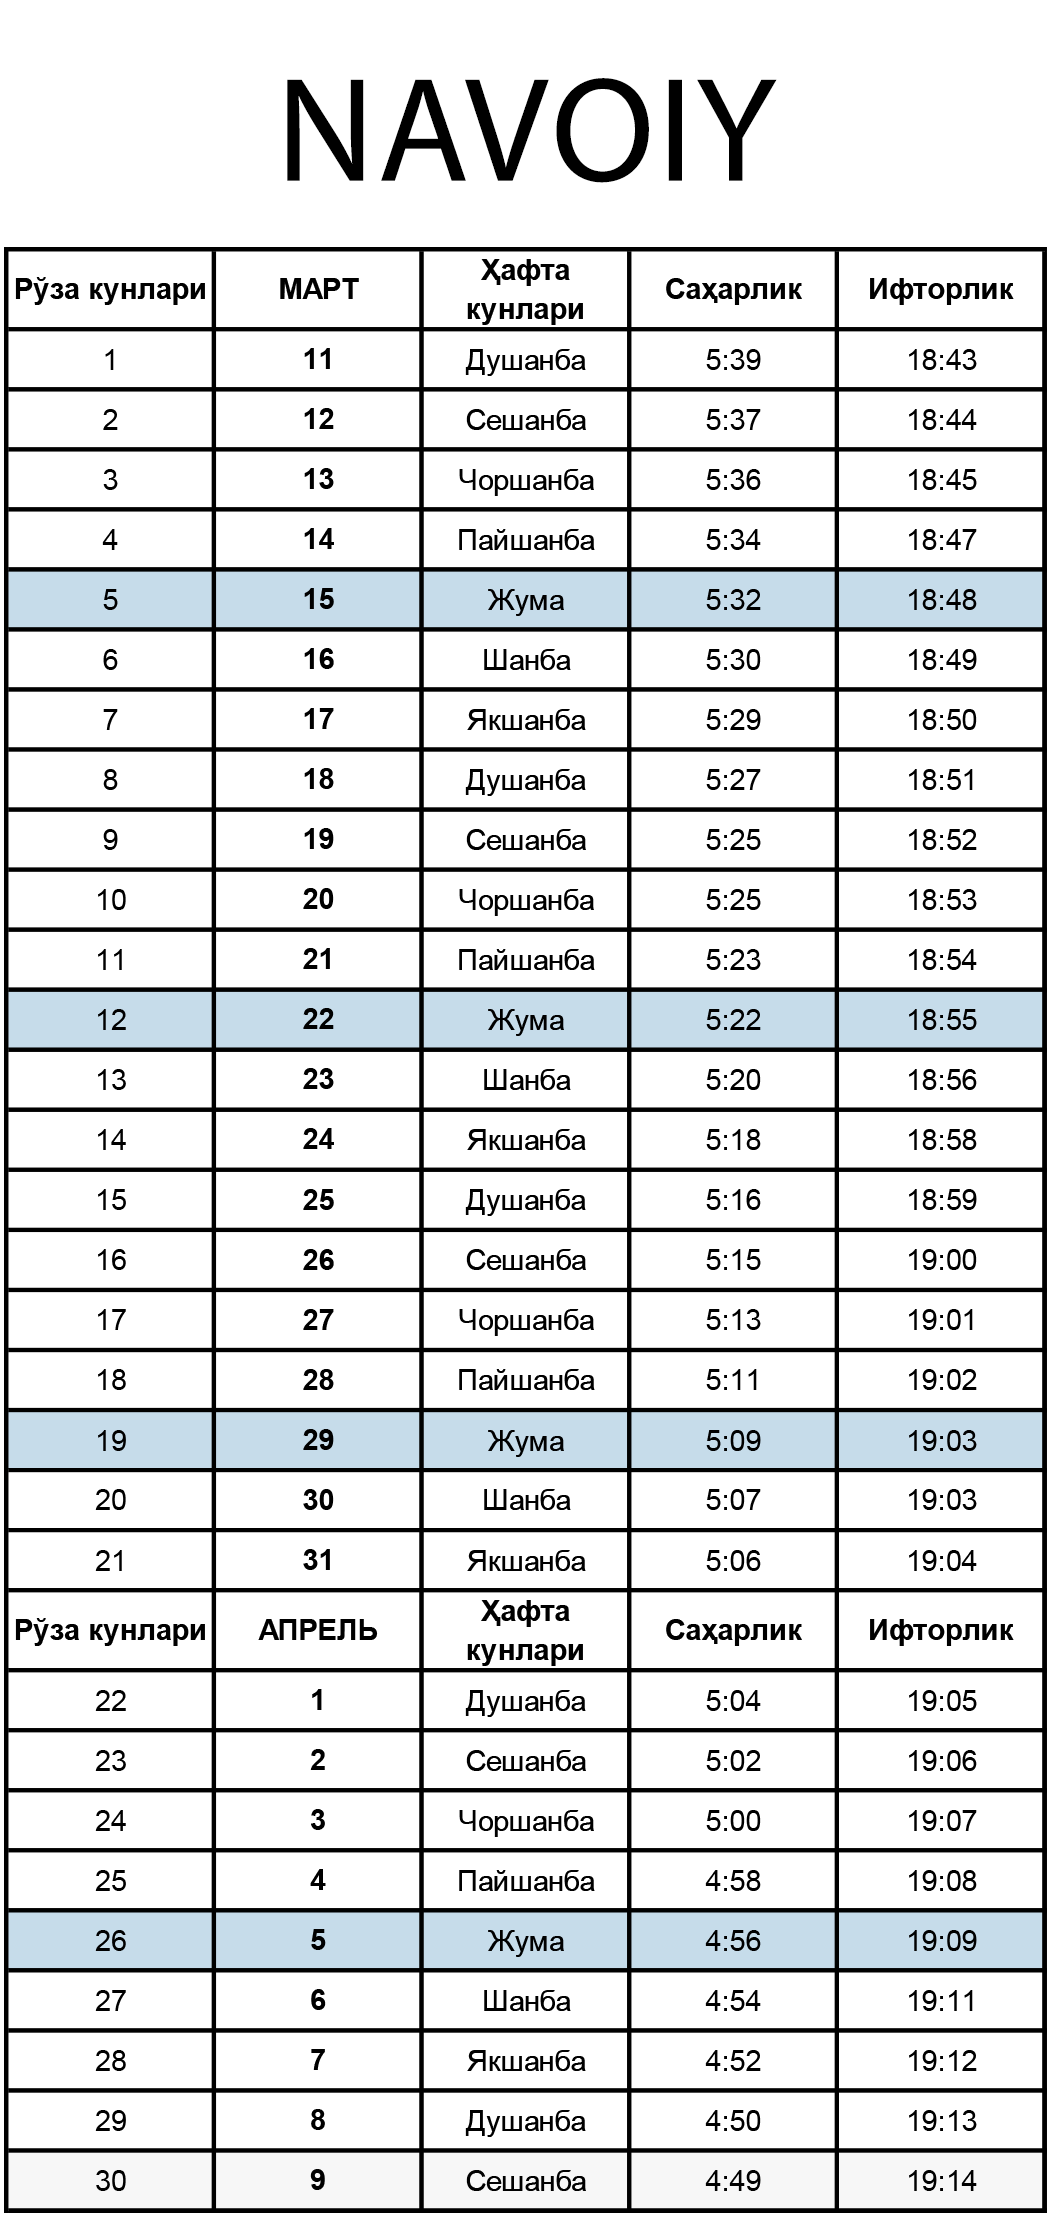 NAVOIY
Рўза кунлари МАРТ Ҳафта кунлари Саҳарлик Ифторлик
1 11 Душанба 5:39 18:43
2 12 Сешанба 5:37 18:44
3 13 Чоршанба 5:36 18:45
4 14 Пайшанба 5:34 18:47
5 15 Жума 5:32 18:48
6 16 Шанба 5:30 18:49
7 17 Якшанба 5:29 18:50
8 18 Душанба 5:27 18:51
9 19 Сешанба 5:25 18:52
10 20 Чоршанба 5:25 18:53
11 21 Пайшанба 5:23 18:54
12 22 Жума 5:22 18:55
13 23 Шанба 5:20 18:56
14 24 Якшанба 5:18 18:58
15 25 Душанба 5:16 18:59
16 26 Сешанба 5:15 19:00
17 27 Чоршанба 5:13 19:01
18 28 Пайшанба 5:11 19:02
19 29 Жума 5:09 19:03
20 30 Шанба 5:07 19:03
21 31 Якшанба 5:06 19:04
Рўза кунлари АПРЕЛЬ Ҳафта кунлари Саҳарлик Ифторлик
22 1 Душанба 5:04 19:05
23 2 Сешанба 5:02 19:06
24 3 Чоршанба 5:00 19:07
25 4 Пайшанба 4:58 19:08
26 5 Жума 4:56 19:09
27 6 Шанба 4:54 19:11
28 7 Якшанба 4:52 19:12
29 8 Душанба 4:50 19:13
30 9 Сешанба 4:49 19:14